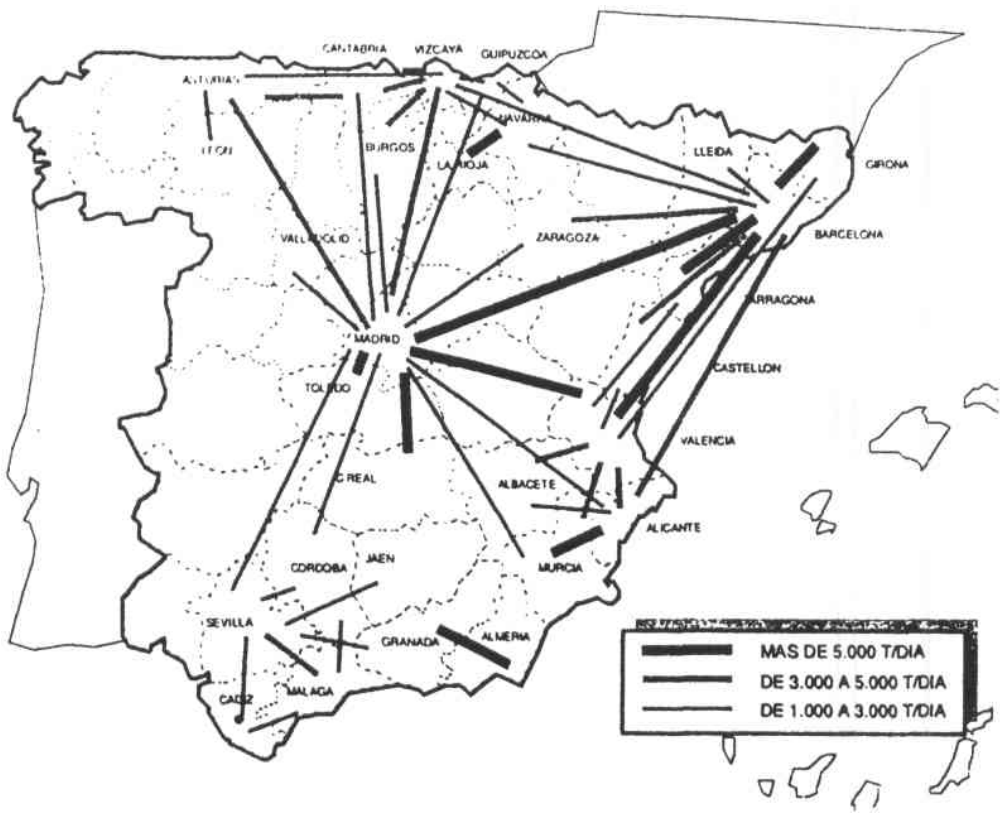 CANTABRIA
VIZCAYA
GUIPUZCOA
ASTURIAS
NAVARRA
LEON
BURGOS
LLEIDA
LA RIOJA
GIRONA
VALLADOLID
ZARAGOZA
BARCELONA
TARRAGONA
MADRID
CASTELLON
TOLEDO
VALENCIA
C REAL
ALBACETE
ALICANTE
JAEN
CORDOBA
MURCIA
SEVILLA
GRANADA
ALMERIA
CADIZ
MALAGA
MAS DE 5.000 T/DIA
DE 3.000 A 5.000 T/DIA
DE 1.000 A 3.000 T/DIA